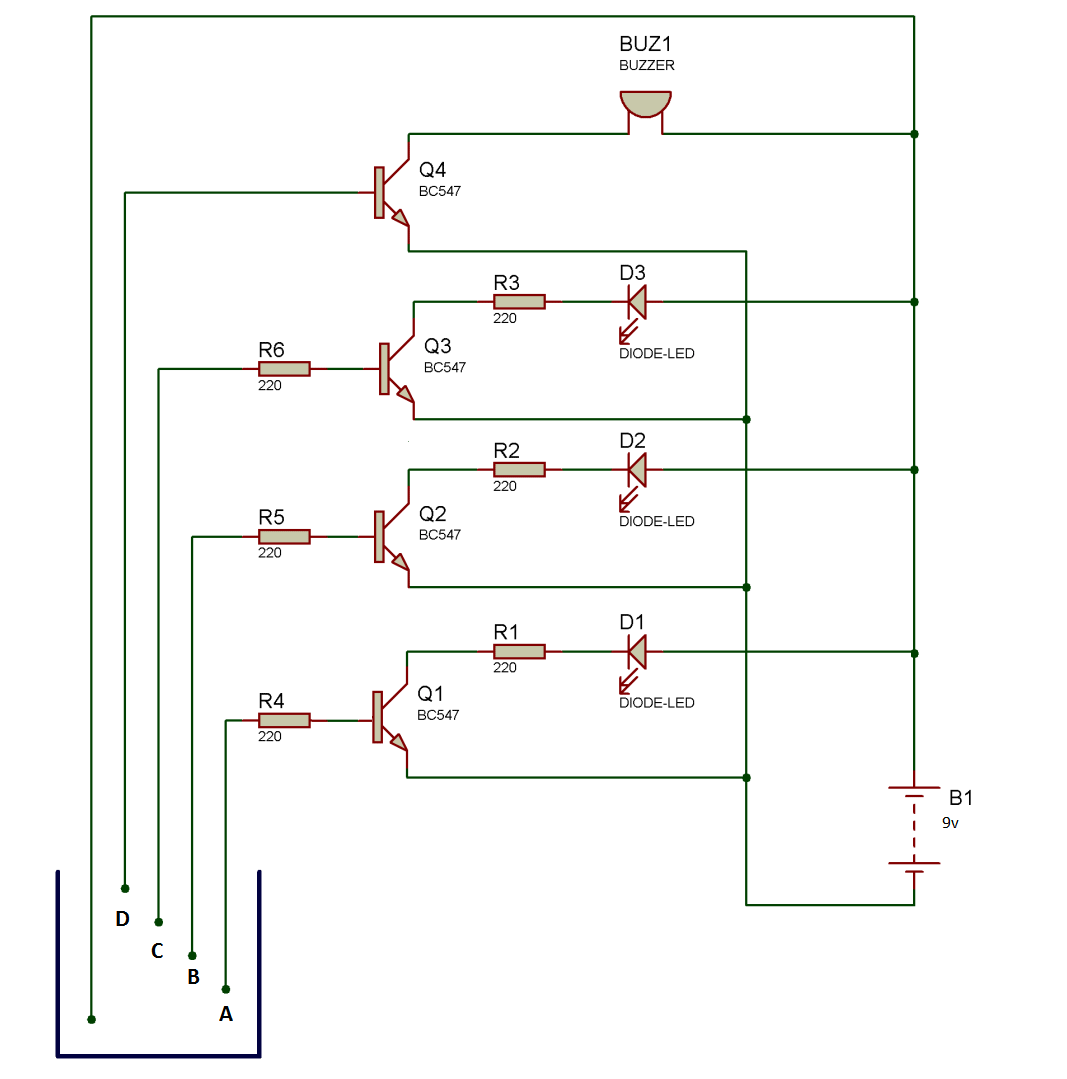 BUZ1
BUZZER
Q4
BC547
R3
220
D3
DIODE-LED
R6
220
Q3
BC547
R2
220
D2
DIODE-LED
R5
220
Q2
BC547
R1
220
D1
DIODE-LED
R4
220
Q1
BC547
B1
9v
D
C
B
A